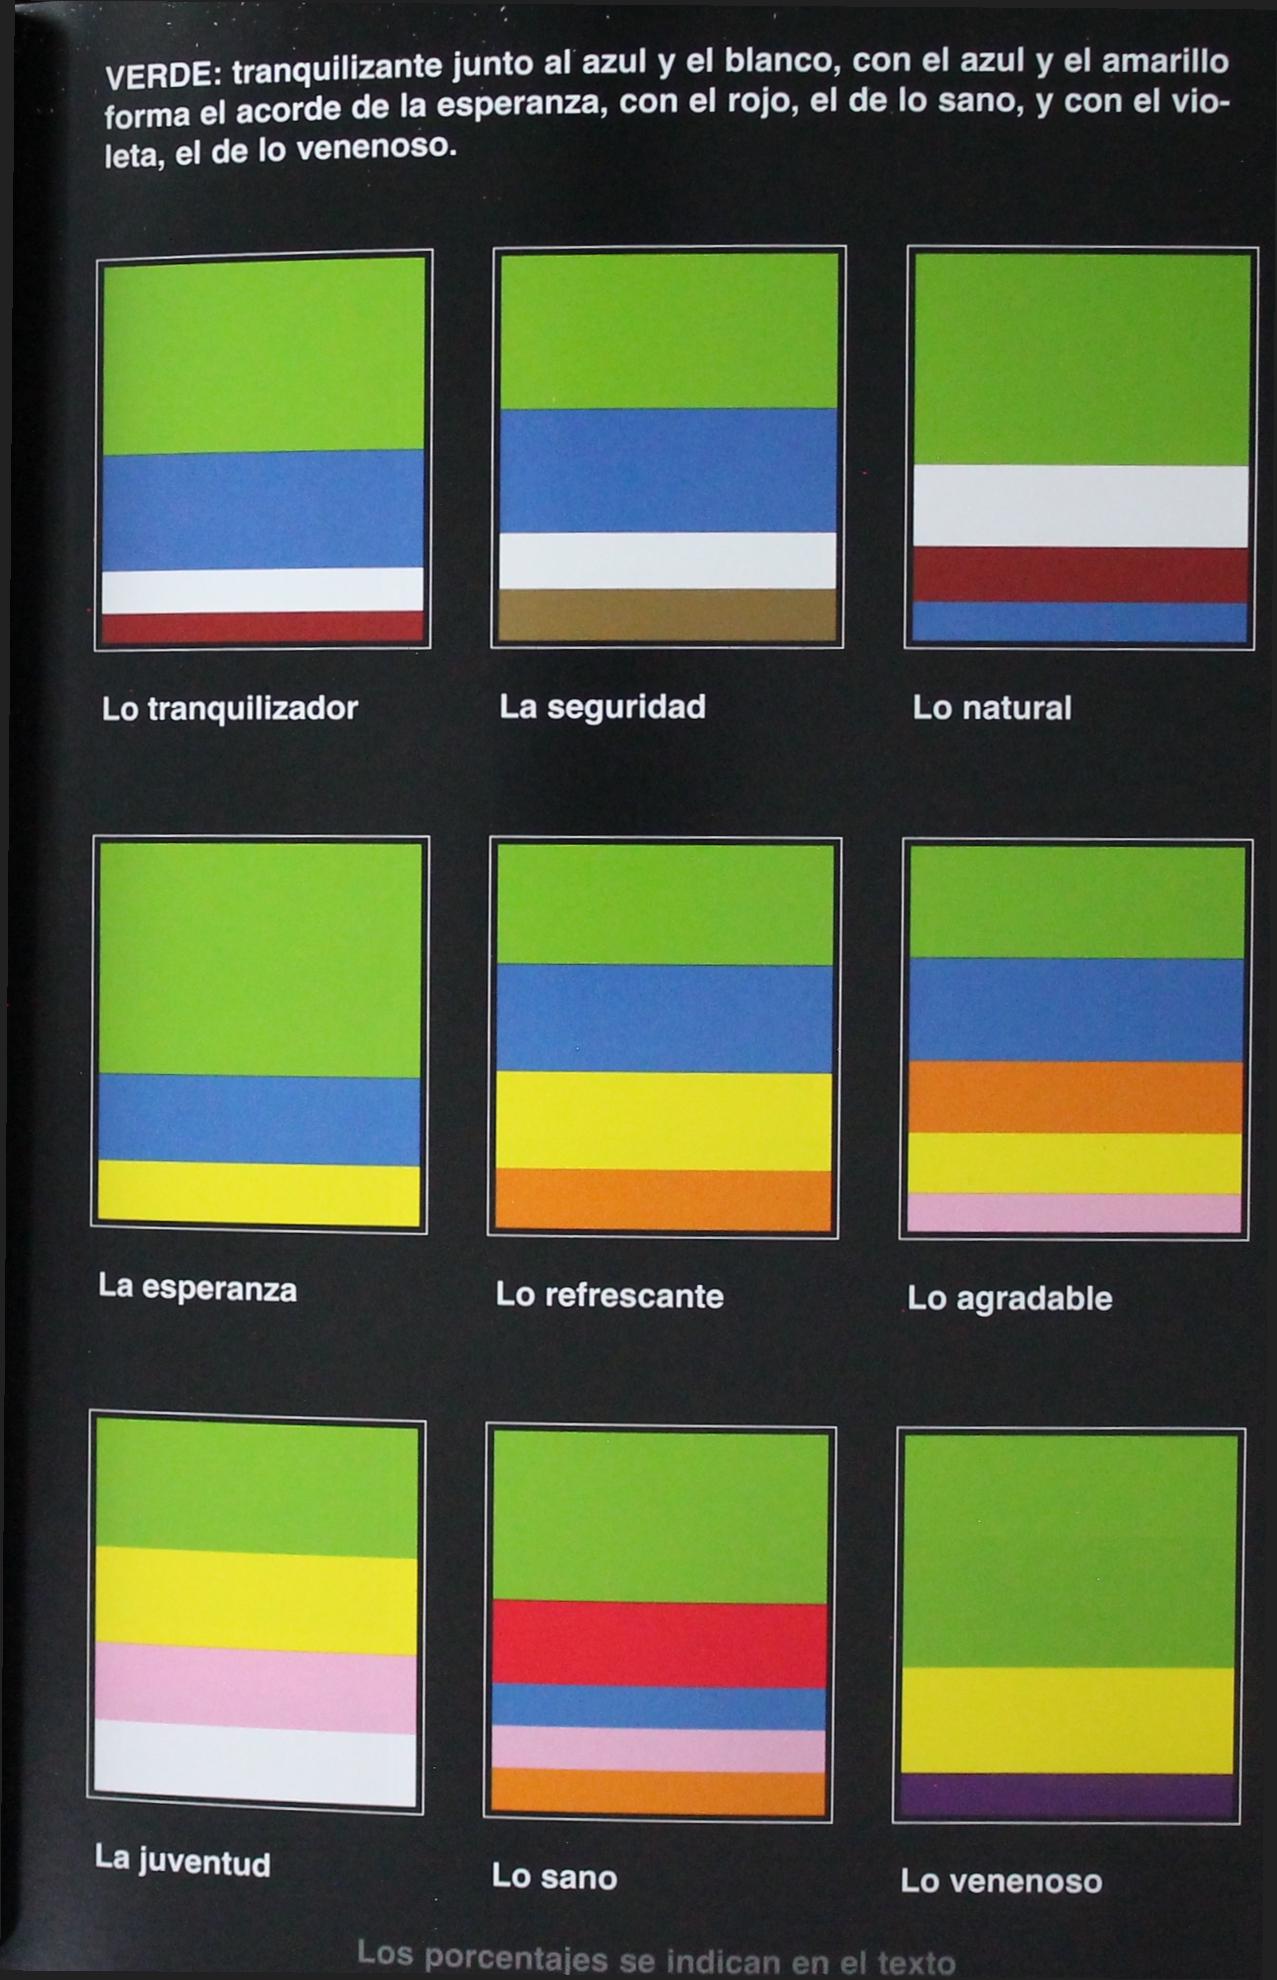 VERDE: tranquilizante junto al azul y el blanco, con el azul y el amarillo
forma el acorde de la esperanza, con el rojo, el de lo sano, y con el vio-
leta, el de lo venenoso.
Lo tranquilizador
La seguridad
Lo natural
La esperanza
Lo refrescante
Lo agradable
La juventud
Lo sano
Lo venenoso
Los porcentajes se indican en el texto